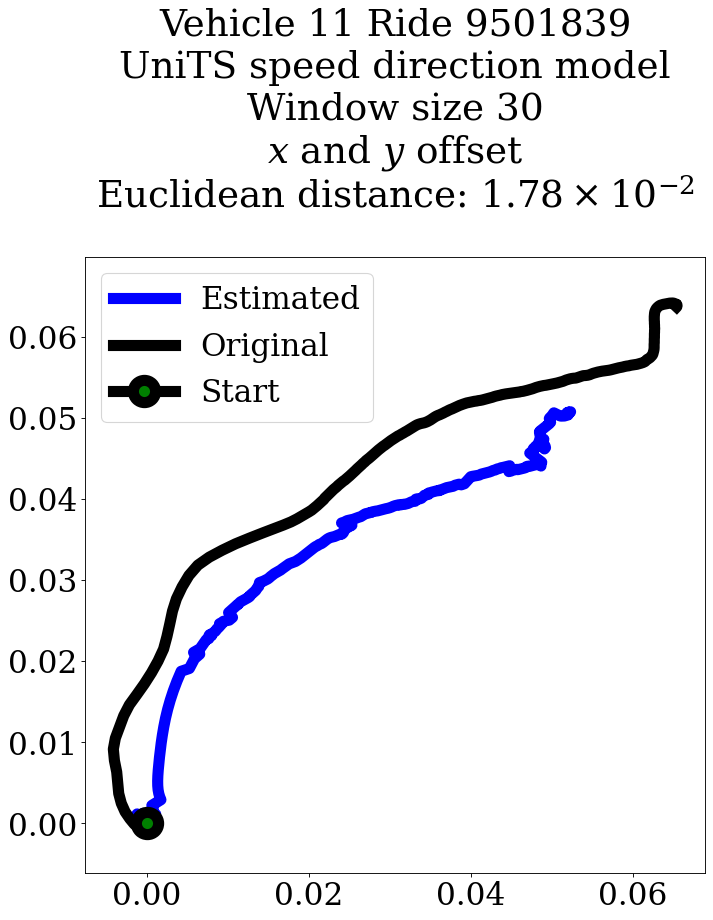 Vehicle 11 Ride 9501839
UniTS speed direction model
Window size 30
x and y offset
Euclidean distance: 1.78 × 10⁻²
Estimated
Original
Start
0.06
0.05
0.04
0.03
0.02
0.01
0.00
0.00 0.02 0.04 0.06